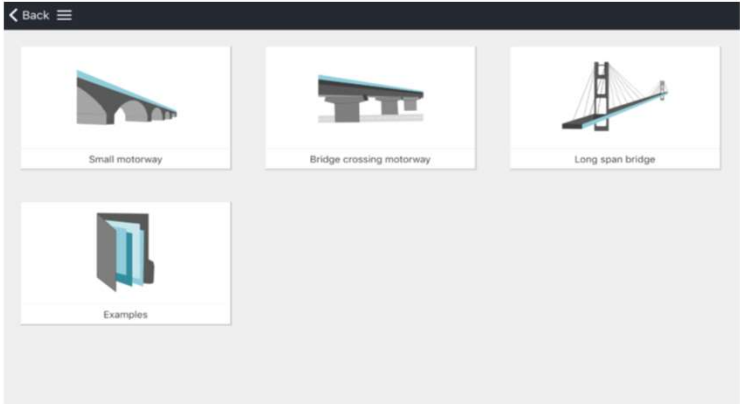 Back
Small motorway
Bridge crossing motorway
Long span bridge
Examples